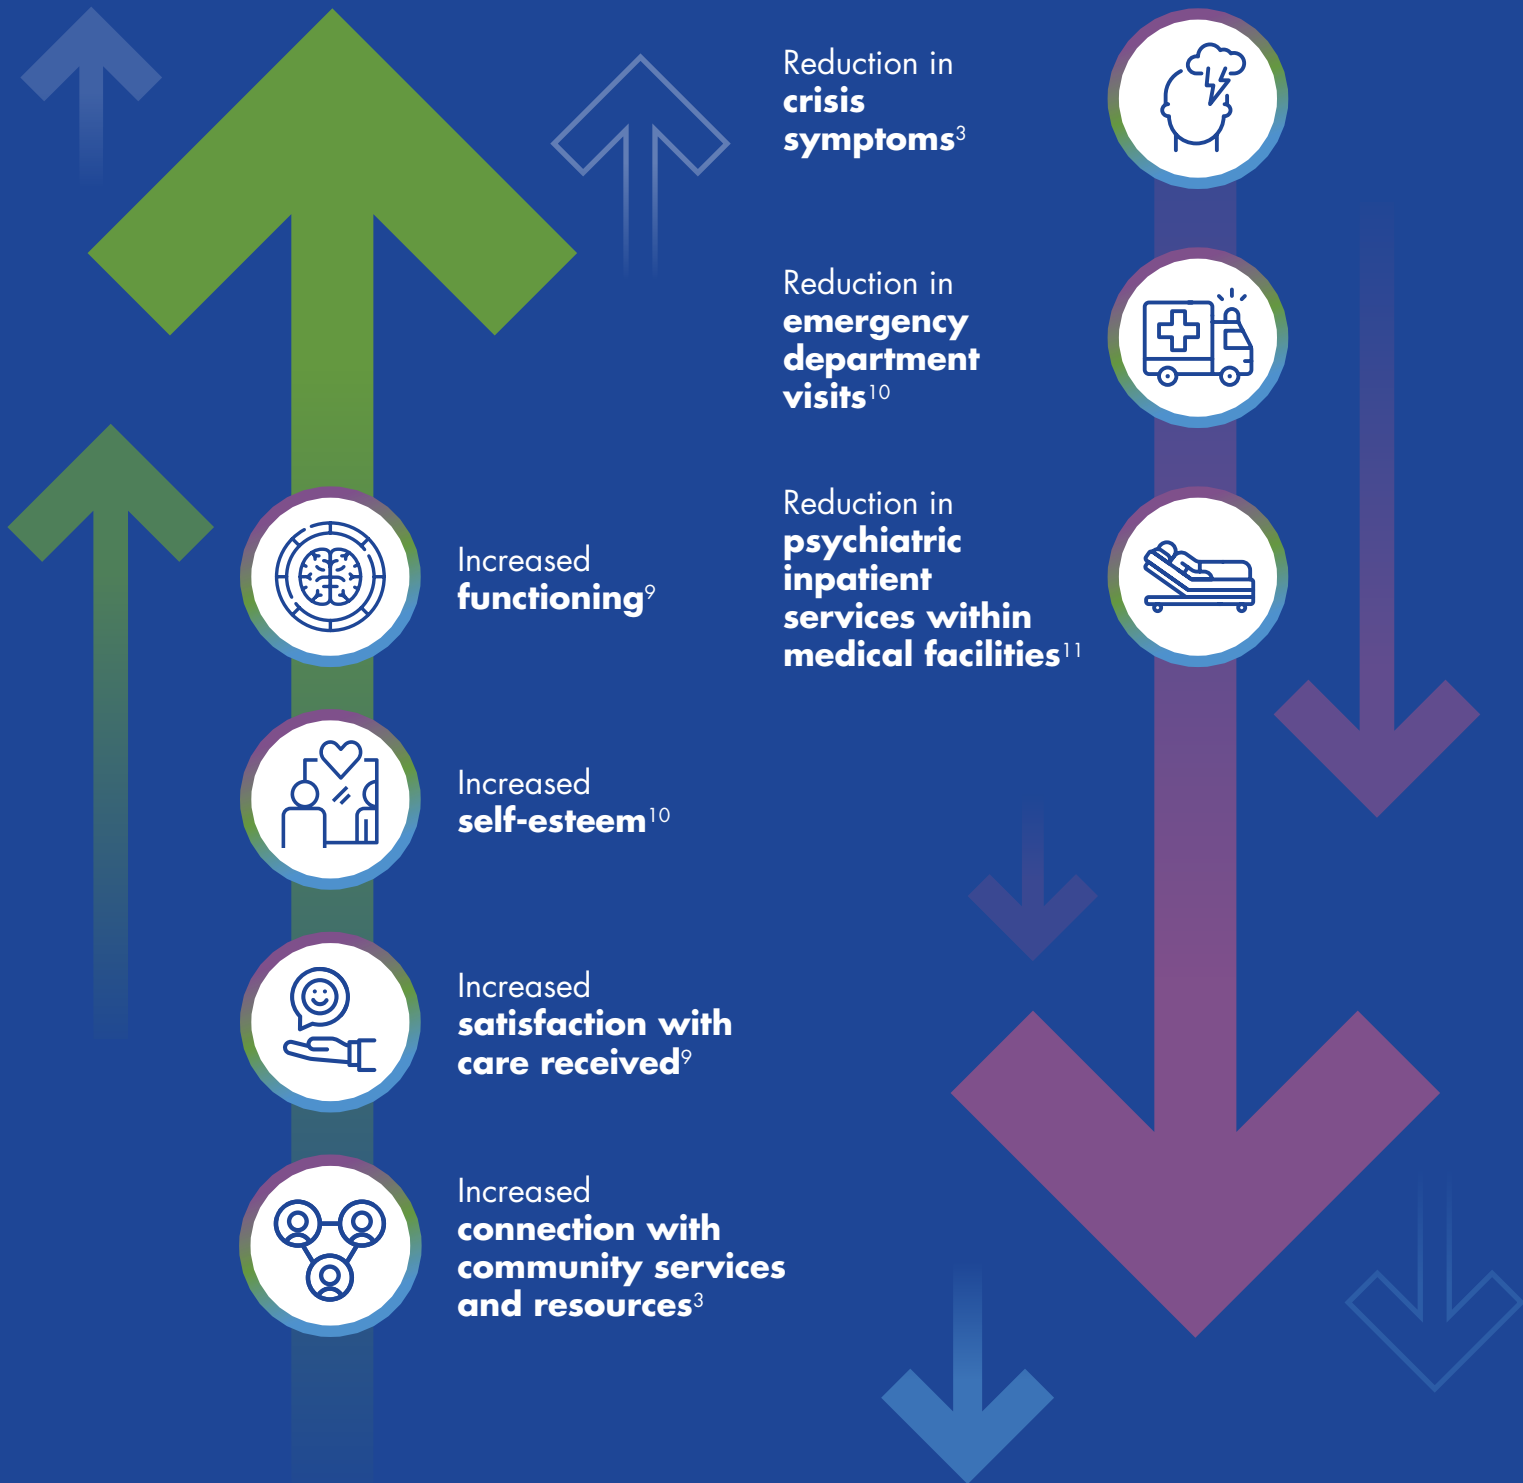 Increased
functioning9
Increased
self-esteem10
Increased
satisfaction with
care received9
Increased
connection with
community services
and resources3
Reduction in
crisis
symptoms3
Reduction in
emergency
department
visits10
Reduction in
psychiatric
inpatient
services within
medical facilities11